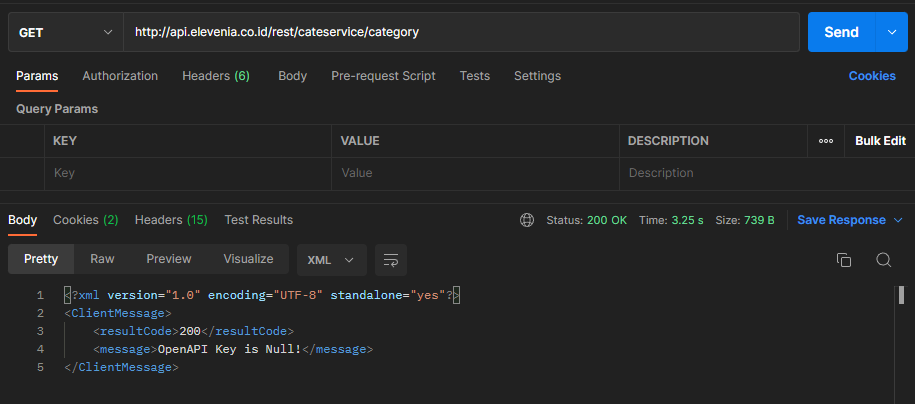 GET http://api.elevenia.co.id/rest/cateservice/category Send
Params Authorization Headers (6) Body Pre-request Script Tests Settings Cookies
Query Params
KEY VALUE DESCRIPTION Bulk Edit
Key Value Description
Body Cookies (2) Headers (15) Test Results Status: 200 OK Time: 3.25 s Size: 739 B Save Response
Pretty Raw Preview Visualize XML
1 <?xml version="1.0" encoding="UTF-8" standalone="yes"?>
2 <ClientMessage>
3 <resultCode>200</resultCode>
4 <message>OpenAPI Key is Null!</message>
5 </ClientMessage>